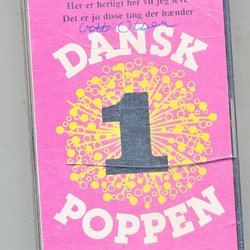 Her er herligt her vil jeg leve
Det er jo disse ting der hænder
DANSK
1
POPPEN